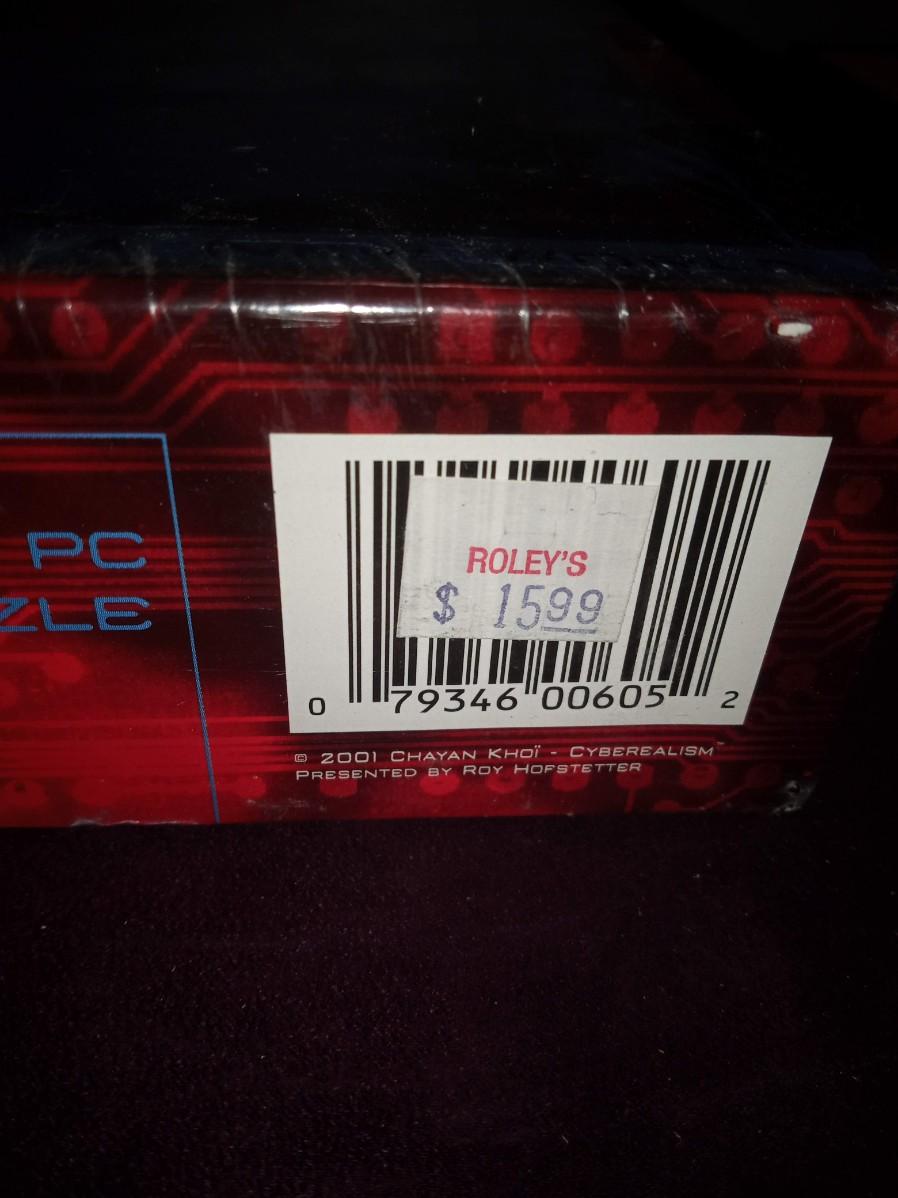 PC
ZLE
ROLEY'S
$ 1599
0 79346 00605 2
© 2001 CHAYAN KHOÏ - CYBEREALISM™
PRESENTED BY ROY HOFSTETTER